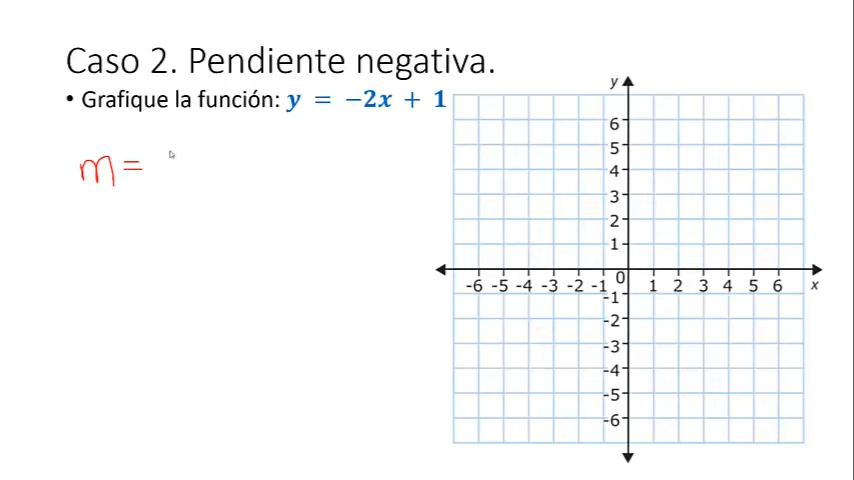 Caso 2. Pendiente negativa.
• Grafique la función: y = −2x + 1
m =
y
6
5
4
3
2
1
-6 -5 -4 -3 -2 -1 0 1 2 3 4 5 6 x
-1
-2
-3
-4
-5
-6